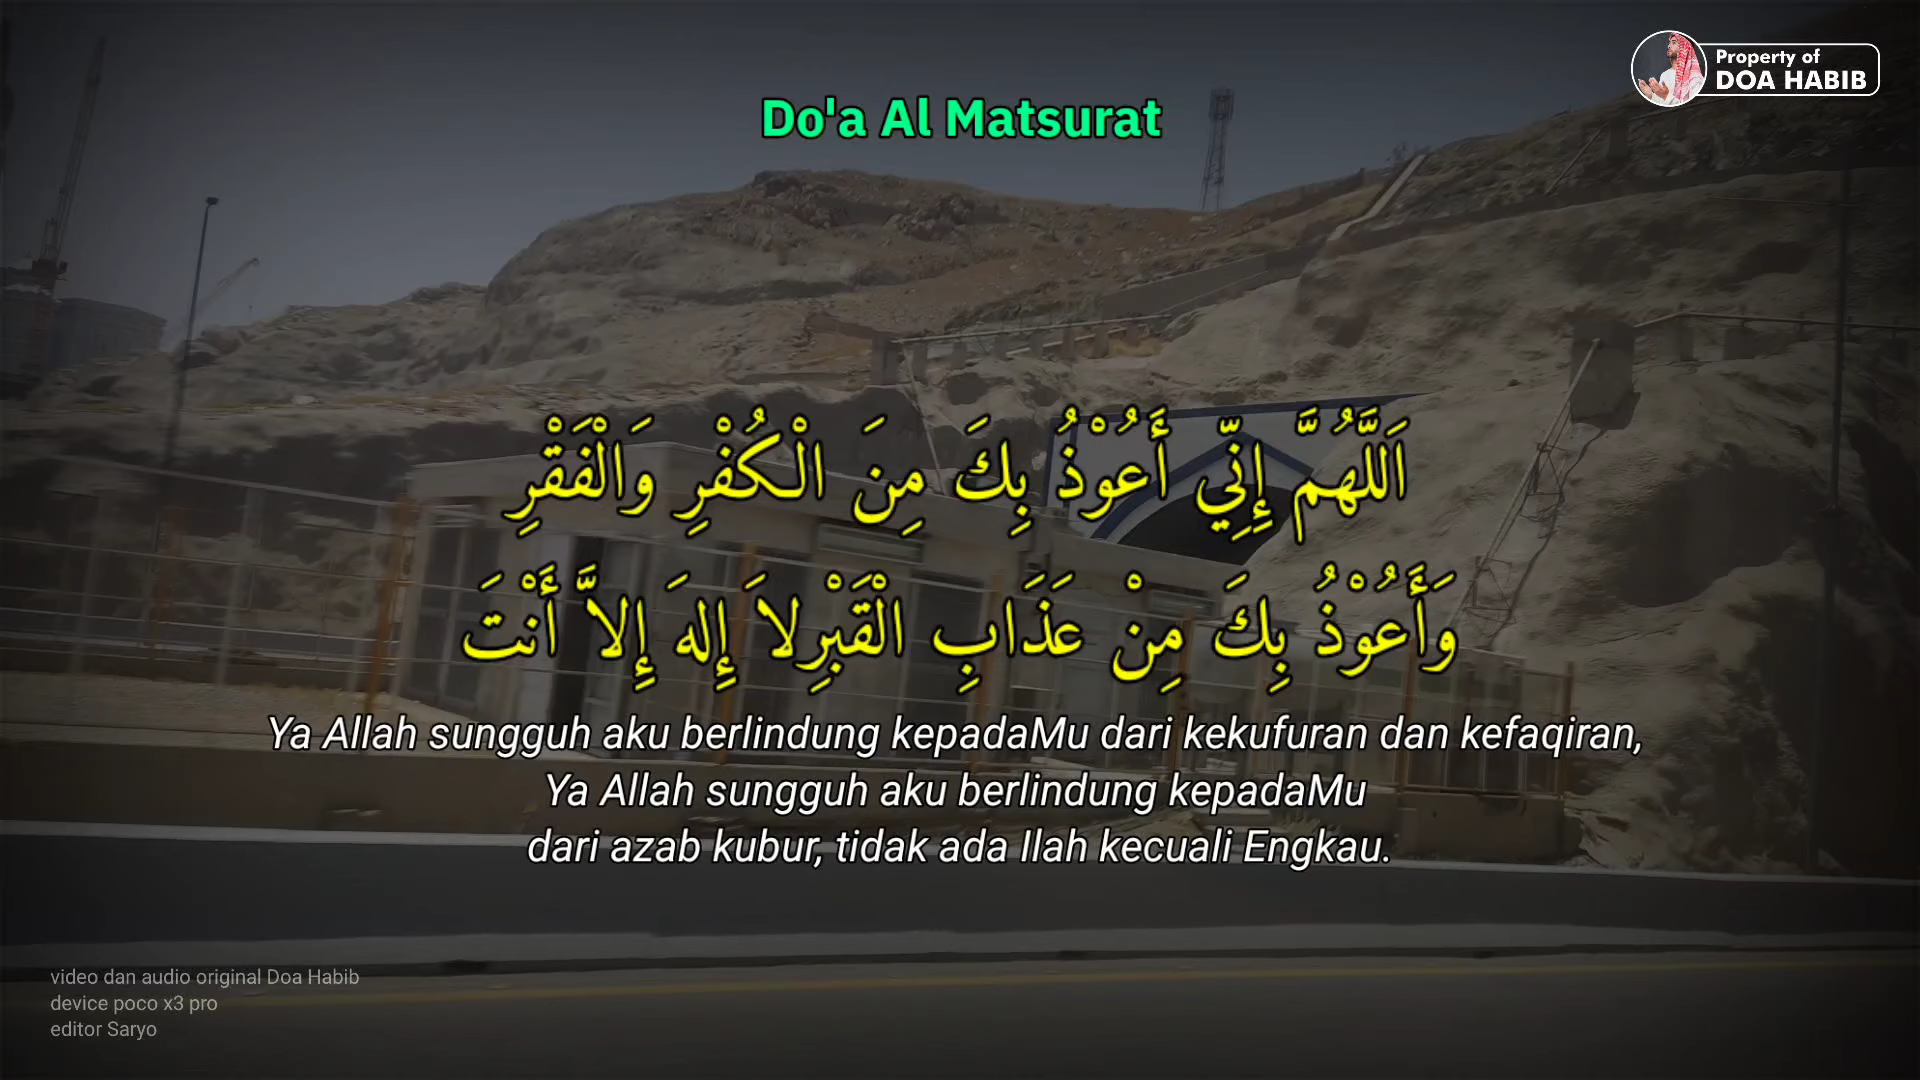 Property of
DOA HABIB
Do'a Al Matsurat
اَللَّهُمَّ إِنِّي أَعُوْذُ بِكَ مِنَ الْكُفْرِ وَالْفَقْرِ
وَأَعُوْذُ بِكَ مِنْ عَذَابِ الْقَبْرِلاَ إِلهَ إِلاَّ أَنْتَ
Ya Allah sungguh aku berlindung kepadaMu dari kekufuran dan kefaqiran,
Ya Allah sungguh aku berlindung kepadaMu
dari azab kubur, tidak ada Ilah kecuali Engkau.
video dan audio original Doa Habib
device poco x3 pro
editor Saryo